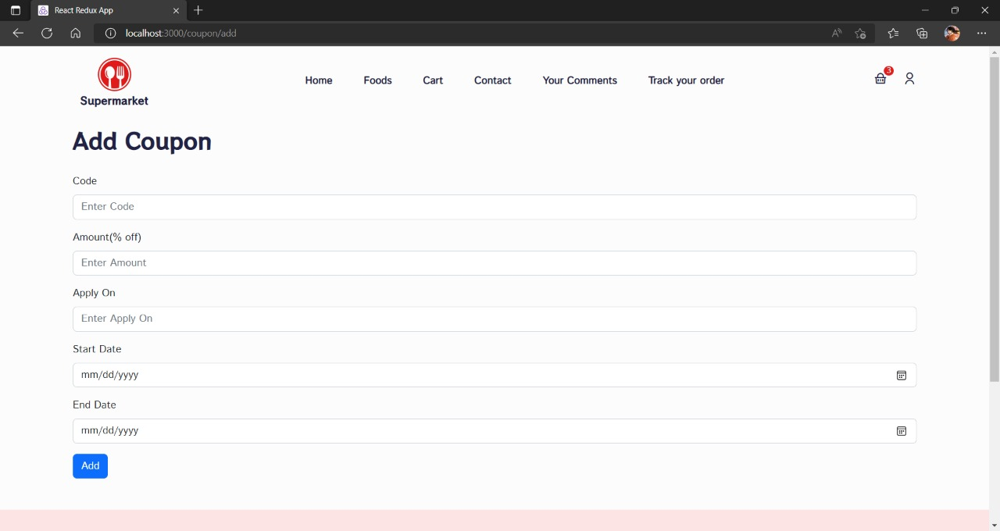 React Redux App
localhost:3000/coupon/add
Supermarket
Home Foods Cart Contact Your Comments Track your order
3
Add Coupon
Code
Enter Code
Amount(% off)
Enter Amount
Apply On
Enter Apply On
Start Date
mm/dd/yyyy
End Date
mm/dd/yyyy
Add